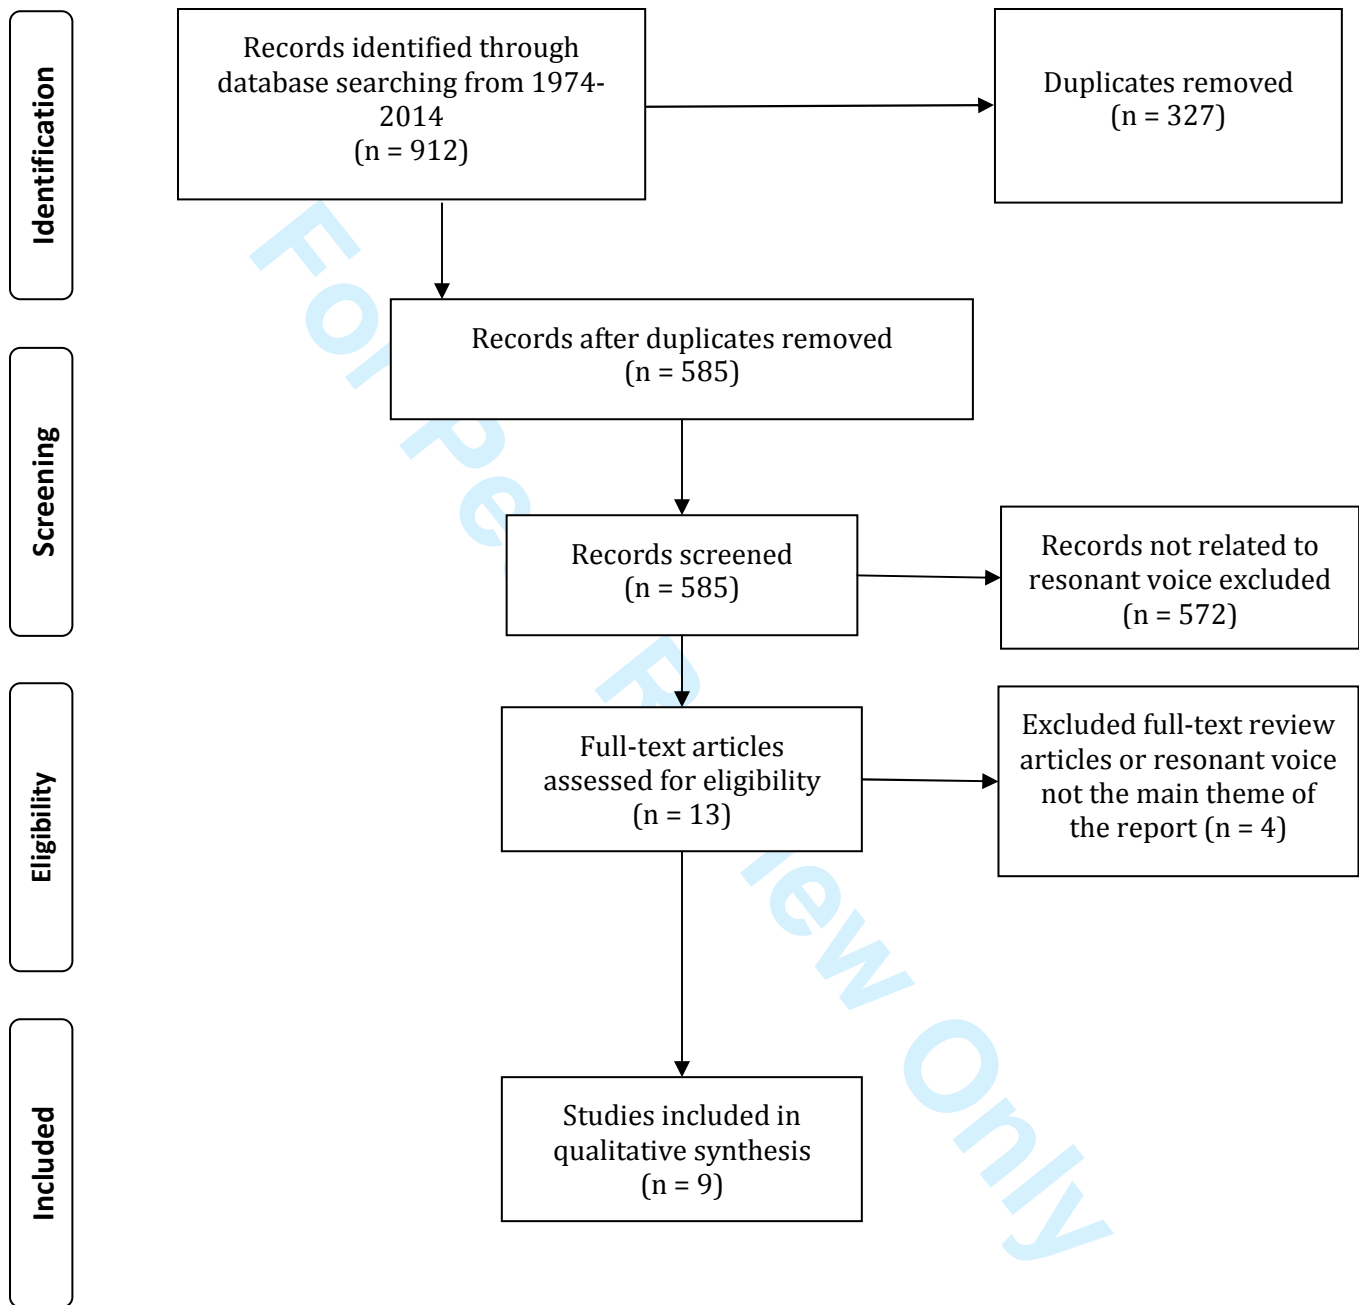 Identification
Records identified through
database searching from 1974-
2014
(n = 912)
Duplicates removed
(n = 327)
Records after duplicates removed
(n = 585)
Screening
Records screened
(n = 585)
Records not related to
resonant voice excluded
(n = 572)
Eligibility
Full-text articles
assessed for eligibility
(n = 13)
Excluded full-text review
articles or resonant voice
not the main theme of
the report (n = 4)
Included
Studies included in
qualitative synthesis
(n = 9)
For Pe R iew Only